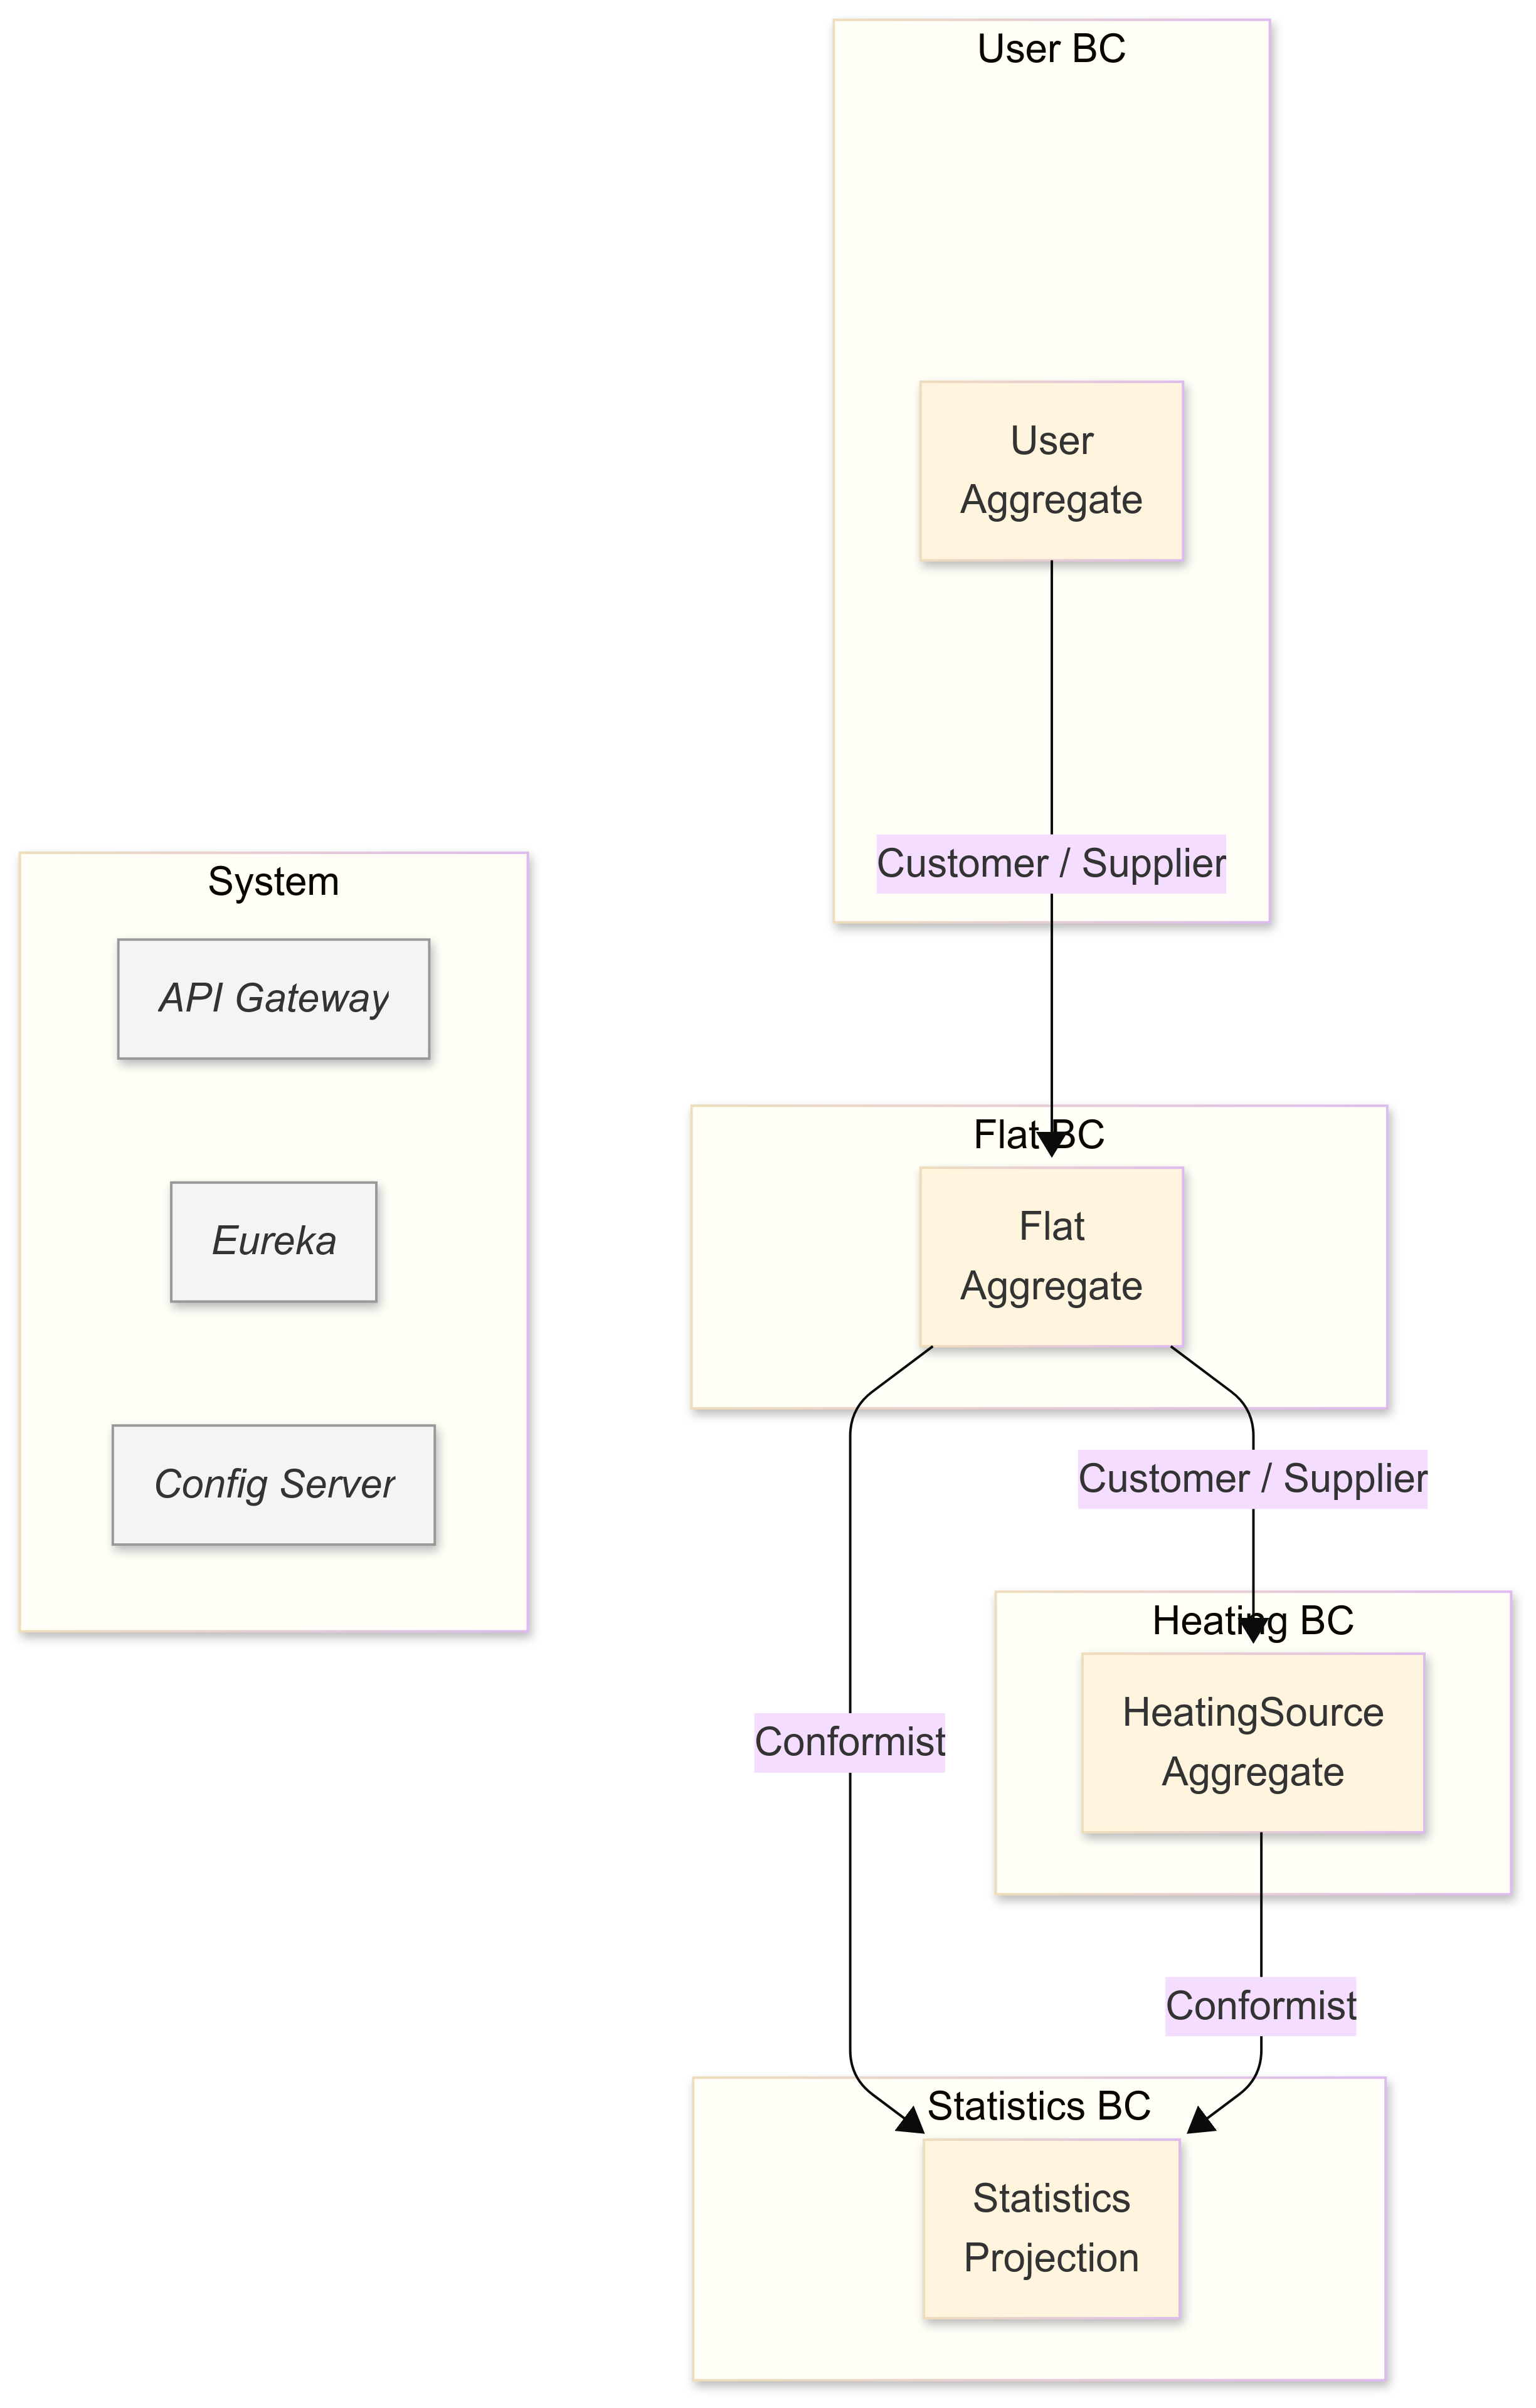 User BC
User
Aggregate
Customer / Supplier
System
API Gateway
Eureka
Config Server
Flat BC
Flat
Aggregate
Customer / Supplier
Heating BC
HeatingSource
Aggregate
Conformist
Conformist
Statistics BC
Statistics
Projection